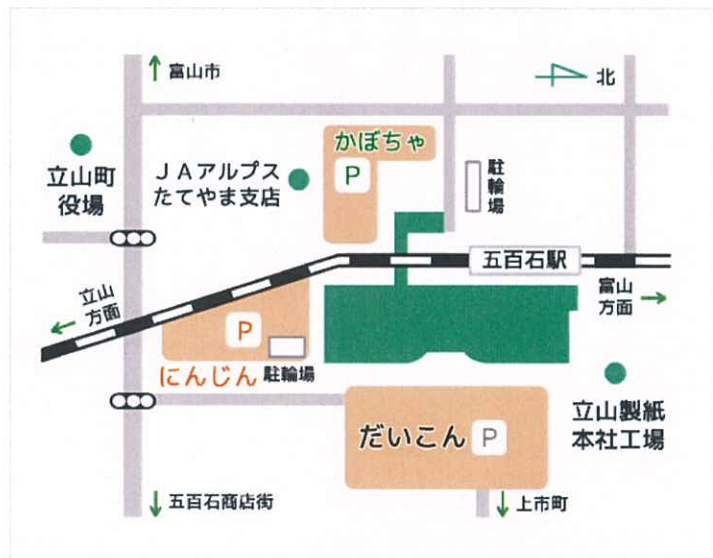 富山市
北
かぼちゃ
P
立山町
役場
JAアルプス
たてやま支店
駐輪場
五百石駅
立山
方面
富山
方面
P
にんじん
駐輪場
だいこん
P
立山製紙
本社工場
五百石商店街
上市町